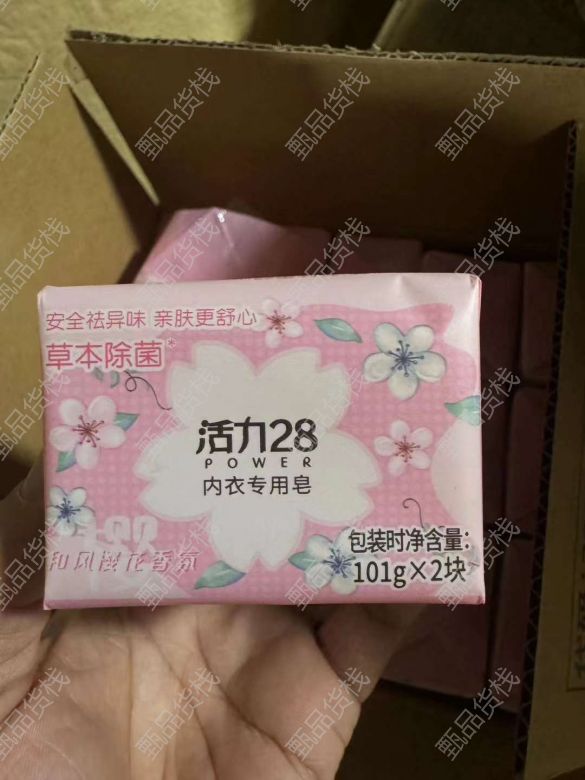 安全祛异味 亲肤更舒心
草本除菌*
活力28
POWER
内衣专用皂
和风樱花香氛
包装时净含量:
101g×2块
甄品货栈